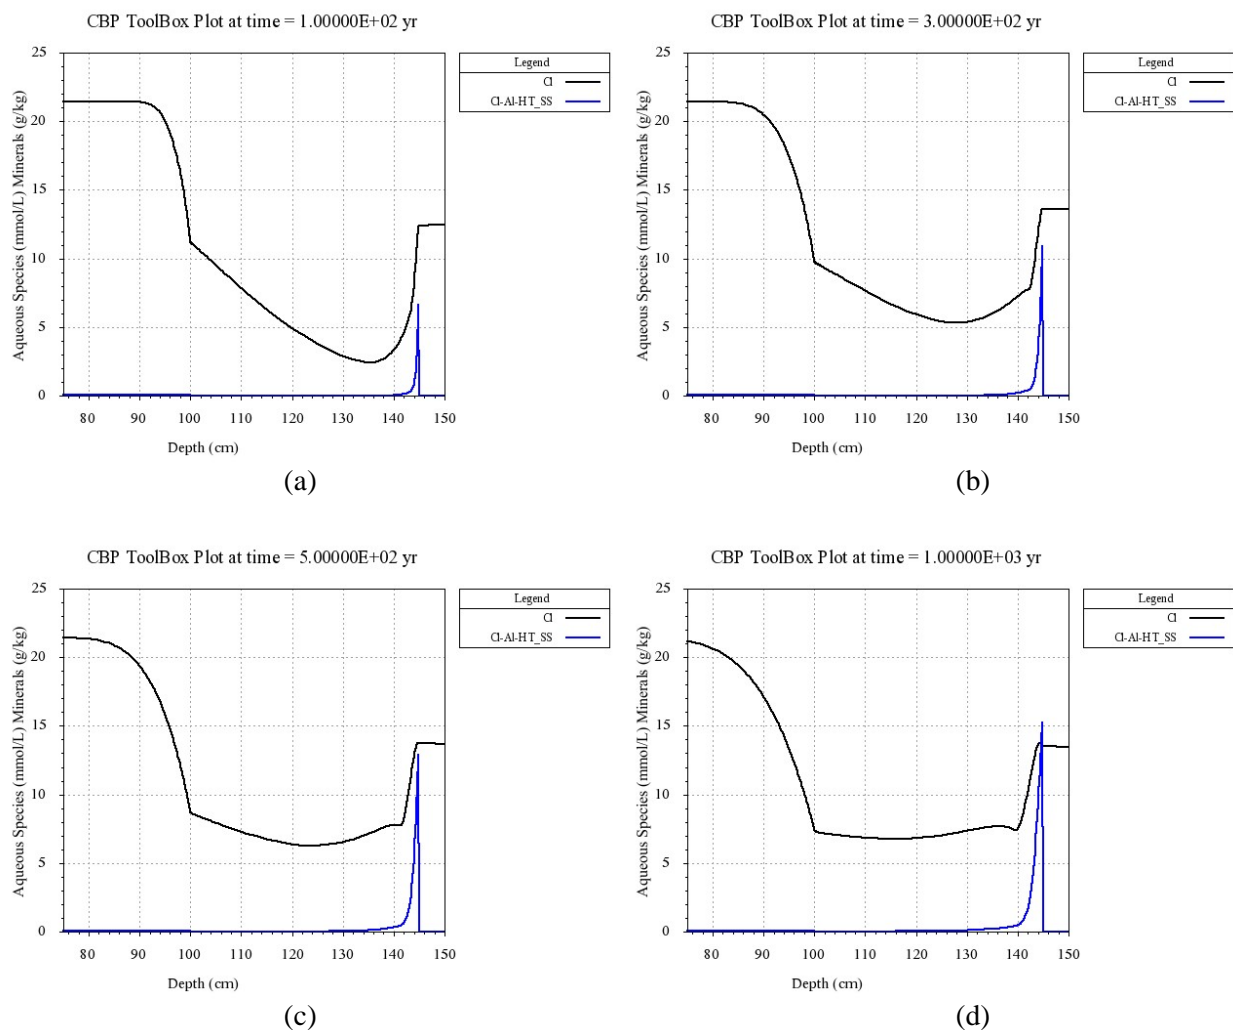 CBP ToolBox Plot at time = 1.00000E+02 yr
Aqueous Species (mmol/L) Minerals (g/kg)
25
20
15
10
5
0
80 90 100 110 120 130 140 150
Depth (cm)
Legend
Cl
Cl-Al-HT_SS
(a)
CBP ToolBox Plot at time = 3.00000E+02 yr
Aqueous Species (mmol/L) Minerals (g/kg)
25
20
15
10
5
0
80 90 100 110 120 130 140 150
Depth (cm)
Legend
Cl
Cl-Al-HT_SS
(b)
CBP ToolBox Plot at time = 5.00000E+02 yr
Aqueous Species (mmol/L) Minerals (g/kg)
25
20
15
10
5
0
80 90 100 110 120 130 140 150
Depth (cm)
Legend
Cl
Cl-Al-HT_SS
(c)
CBP ToolBox Plot at time = 1.00000E+03 yr
Aqueous Species (mmol/L) Minerals (g/kg)
25
20
15
10
5
0
80 90 100 110 120 130 140 150
Depth (cm)
Legend
Cl
Cl-Al-HT_SS
(d)